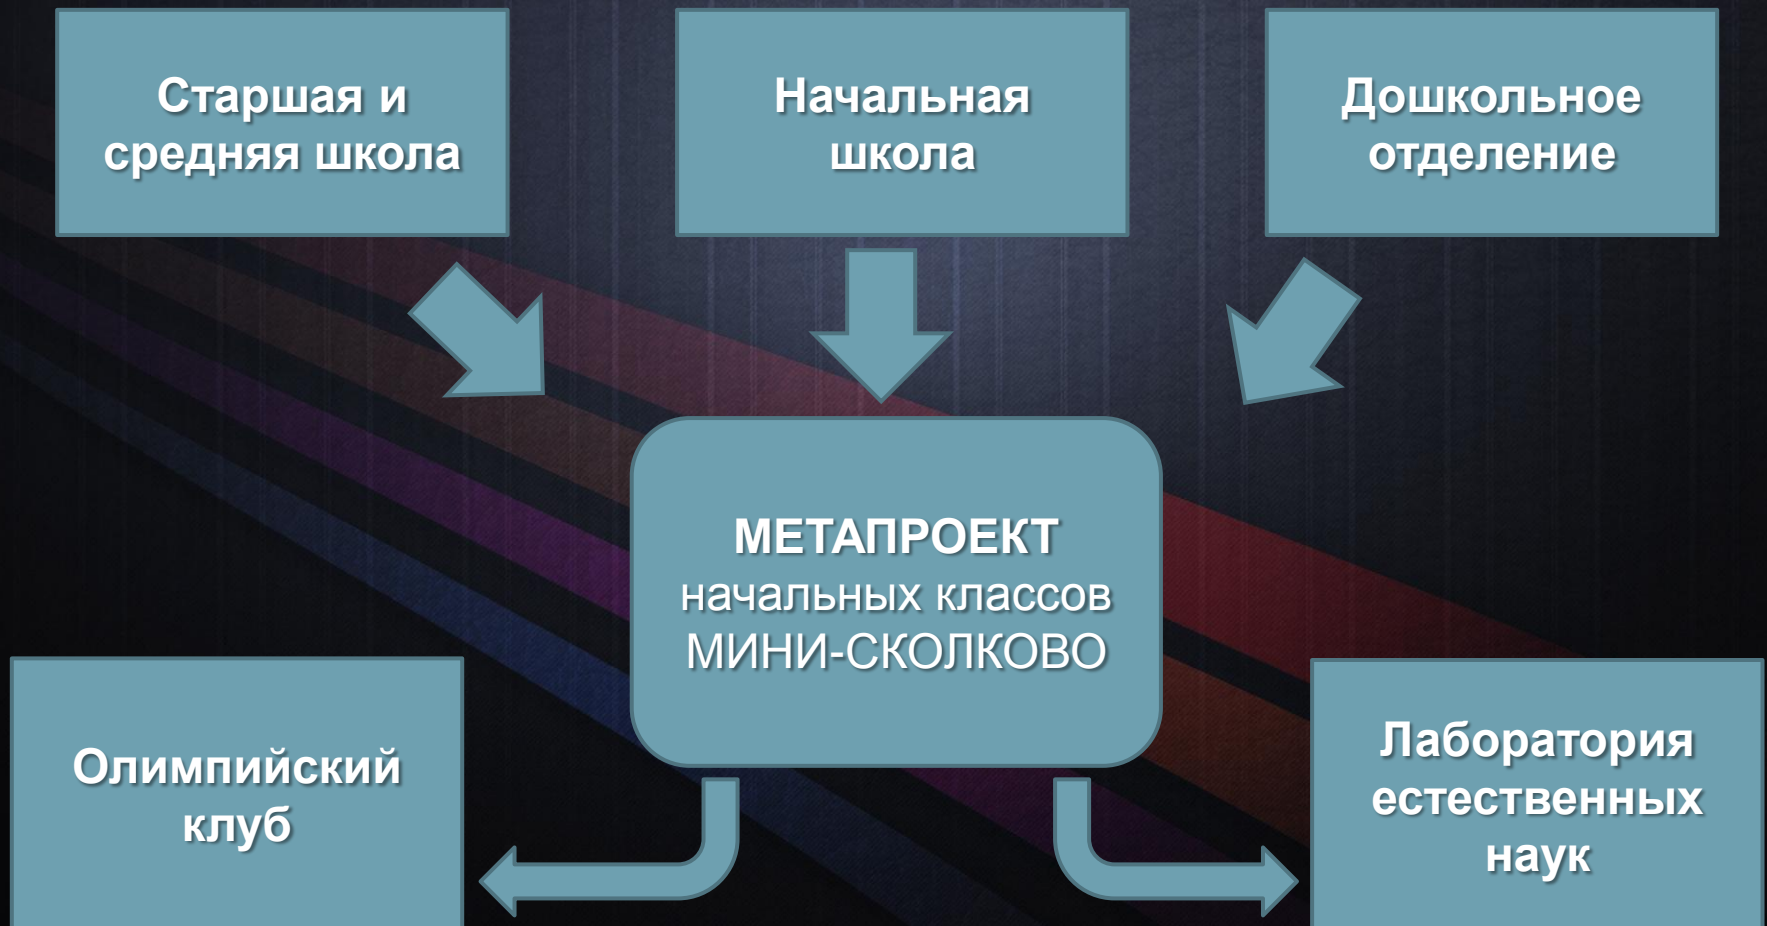 Старшая и
средняя школа
Начальная
школа
Дошкольное
отделение
МЕТАПРОЕКТ
начальных классов
МИНИ-СКОЛКОВО
Олимпийский
клуб
Лаборатория
естественных
наук